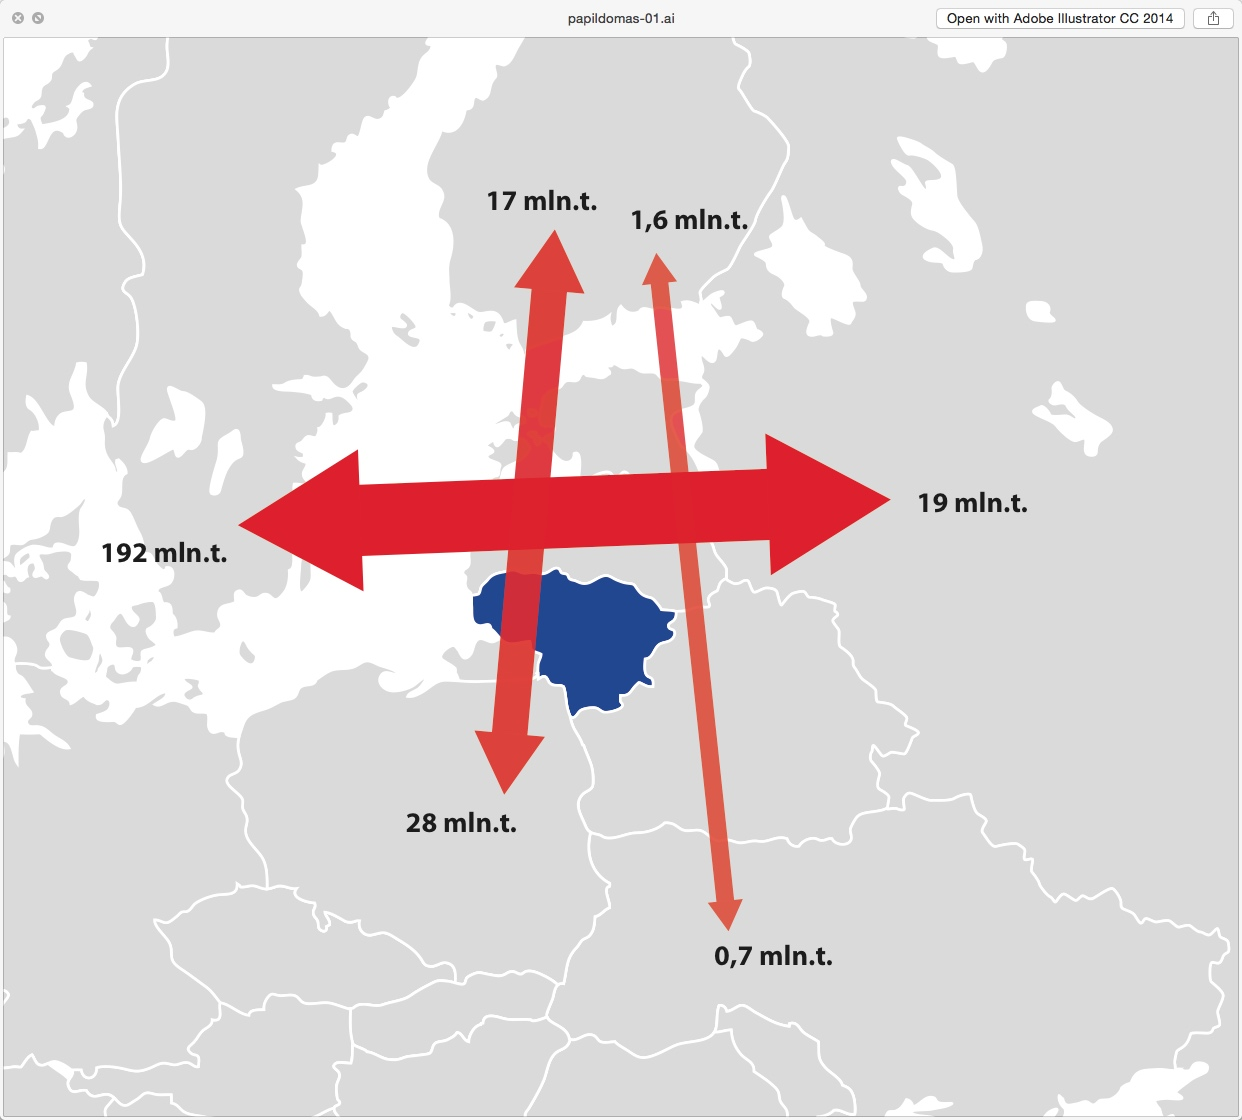 papildomas-01.ai
Open with Adobe Illustrator CC 2014
17 mln.t.
1,6 mln.t.
19 mln.t.
192 mln.t.
28 mln.t.
0,7 mln.t.